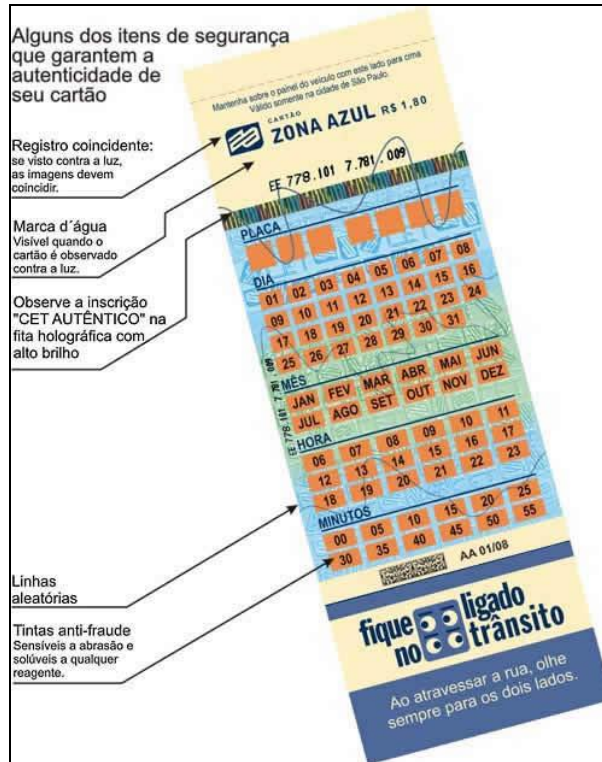 Alguns dos itens de segurança
que garantem a
autenticidade de
seu cartão
Registro coincidente:
se visto contra a luz,
as imagens devem
coincidir.
Marca d´água
Visível quando o
cartão é observado
contra a luz.
Observe a inscrição
"CET AUTÊNTICO" na
fita holográfica com
alto brilho
Linhas
aleatórias
Tintas anti-fraude
Sensíveis a abrasão e
solúveis a qualquer
reagente.
Mantenha sobre o painel do veículo com este lado para cima
Válido somente na cidade de São Paulo.
CARTÃO
ZONA AZUL R$ 1,80
EE 778.101 7.781.009
PLACA
DIA
01 02 03 04 05 06 07 08
09 10 11 12 13 14 15 16
17 18 19 20 21 22 23 24
25 26 27 28 29 30 31
EE 778.101 7.781.009
MÊS
JAN FEV MAR ABR MAI JUN
JUL AGO SET OUT NOV DEZ
HORA
06 07 08 09 10 11
12 13 14 15 16 17
18 19 20 21 22 23
MINUTOS
00 05 10 15 20 25
30 35 40 45 50 55
AA 01/08
fique ligado
no trânsito
Ao atravessar a rua, olhe
sempre para os dois lados.